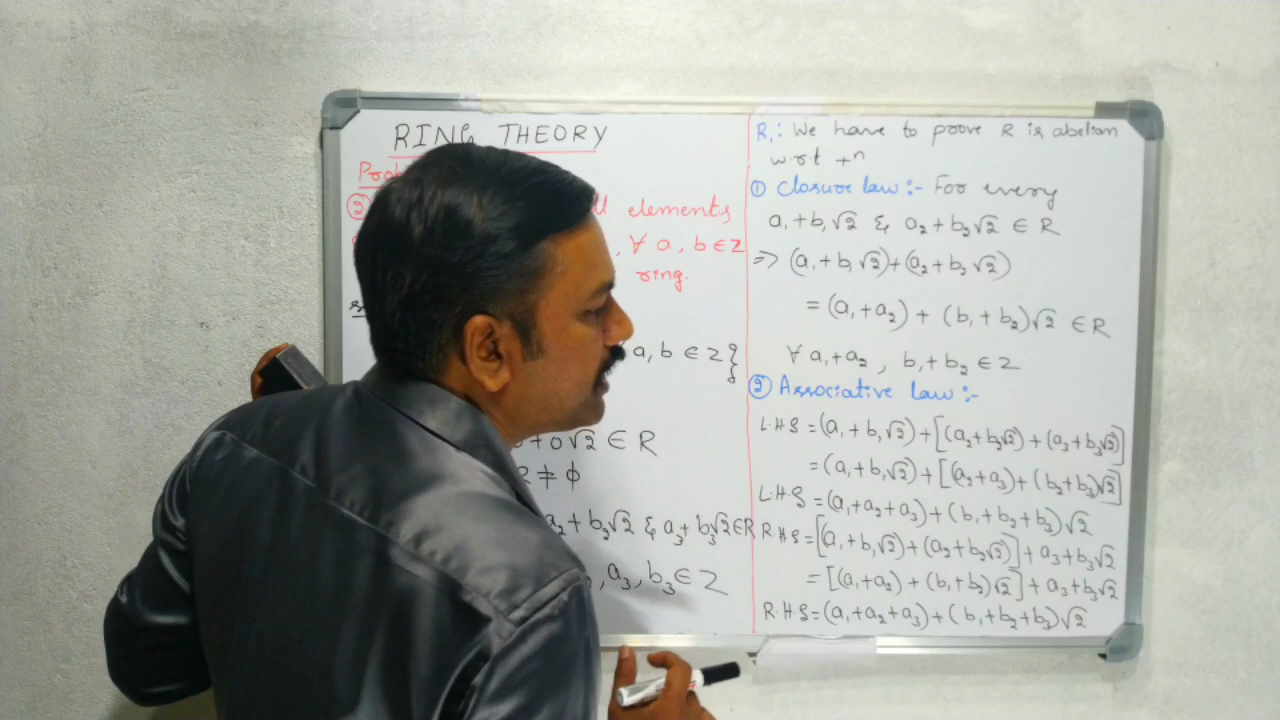 RING THEORY
②
elements
, ∀ a, b ∈ Z
ring.
a, b ∈ Z}
+ 0√2 ∈ R
≠ φ
a₂ + b₂√2 & a₃ + b₃√2 ∈ R
, a₃, b₃ ∈ Z
R₁: We have to prove R is abelian
w.r.t +ⁿ
① Closure law :- For every
a₁ + b₁√2 & a₂ + b₂√2 ∈ R
⇒ (a₁ + b₁√2) + (a₂ + b₂√2)
= (a₁ + a₂) + (b₁ + b₂)√2 ∈ R
∀ a₁ + a₂ , b₁ + b₂ ∈ Z
② Associative law :-
L.H.S = (a₁ + b₁√2) + [(a₂ + b₂√2) + (a₃ + b₃√2)]
= (a₁ + b₁√2) + [(a₂ + a₃) + (b₂ + b₃)√2]
L.H.S = (a₁ + a₂ + a₃) + (b₁ + b₂ + b₃)√2
R.H.S = [(a₁ + b₁√2) + (a₂ + b₂√2)] + a₃ + b₃√2
= [(a₁ + a₂) + (b₁ + b₂)√2] + a₃ + b₃√2
R.H.S = (a₁ + a₂ + a₃) + (b₁ + b₂ + b₃)√2